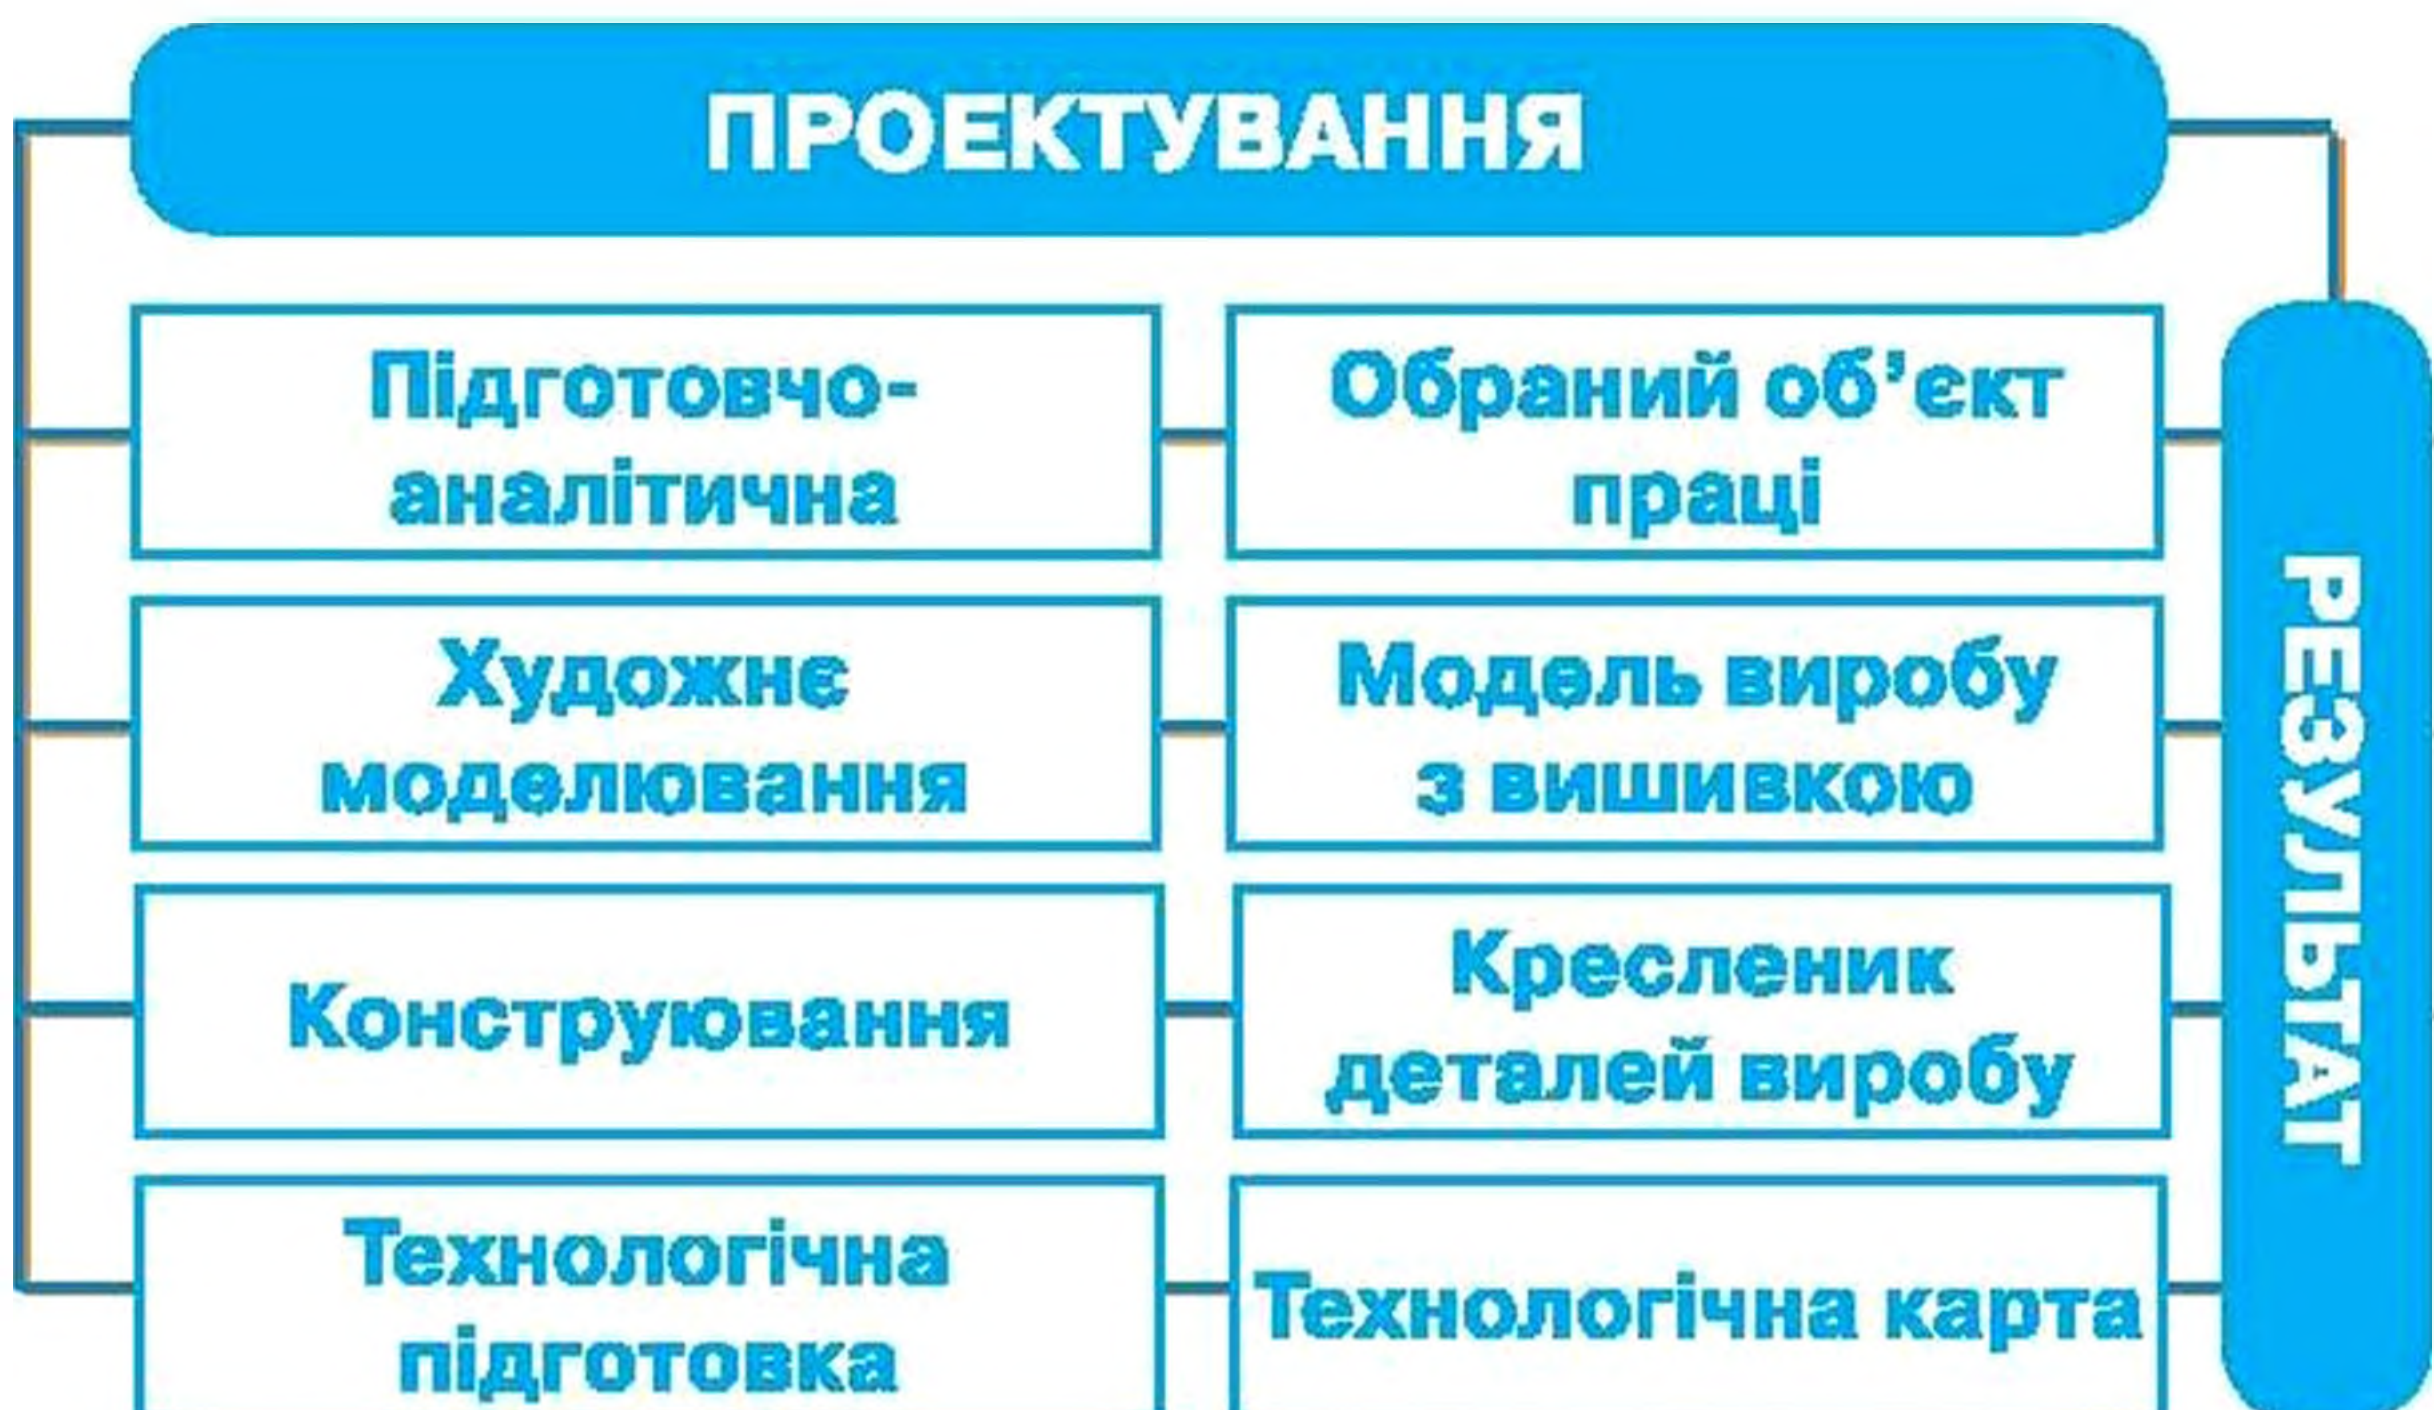 ПРОЕКТУВАННЯ
Підготовчо-
аналітична
Обраний об’єкт
праці
Художнє
моделювання
Модель виробу
з вишивкою
Конструювання
Кресленик
деталей виробу
Технологічна
підготовка
Технологічна карта
РЕЗУЛЬТАТ